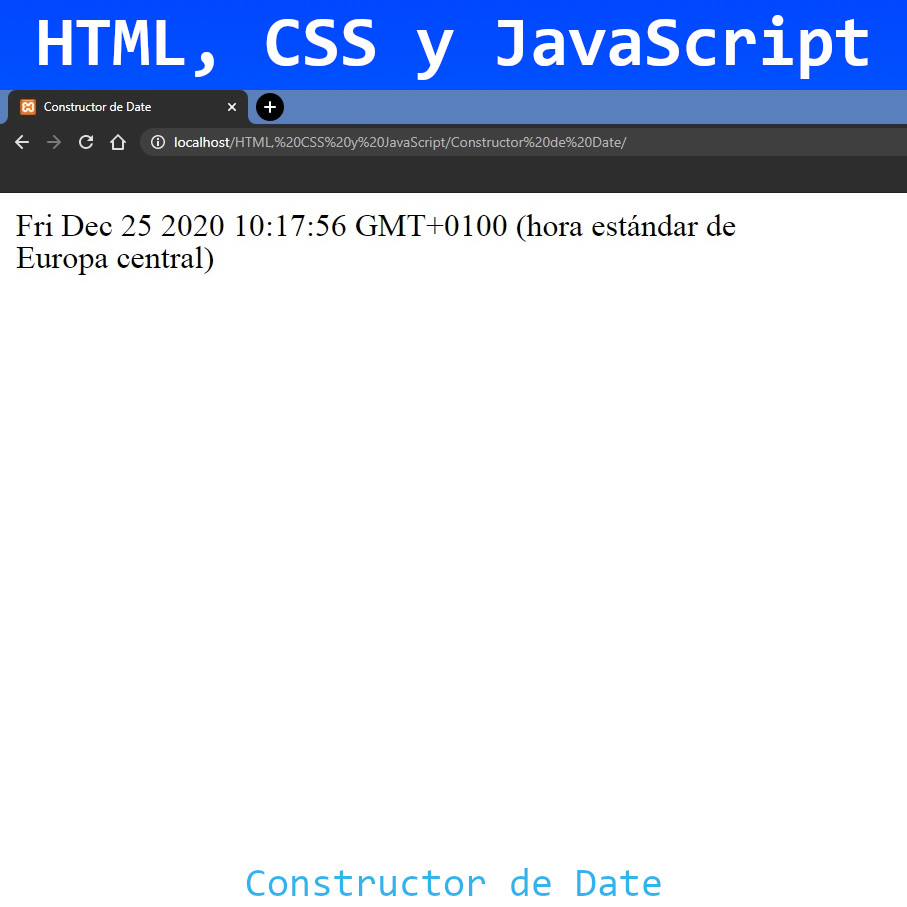 HTML, CSS y JavaScript
Constructor de Date
localhost/HTML,%20CSS%20y%20JavaScript/Constructor%20de%20Date/
Fri Dec 25 2020 10:17:56 GMT+0100 (hora estándar de
Europa central)
Constructor de Date